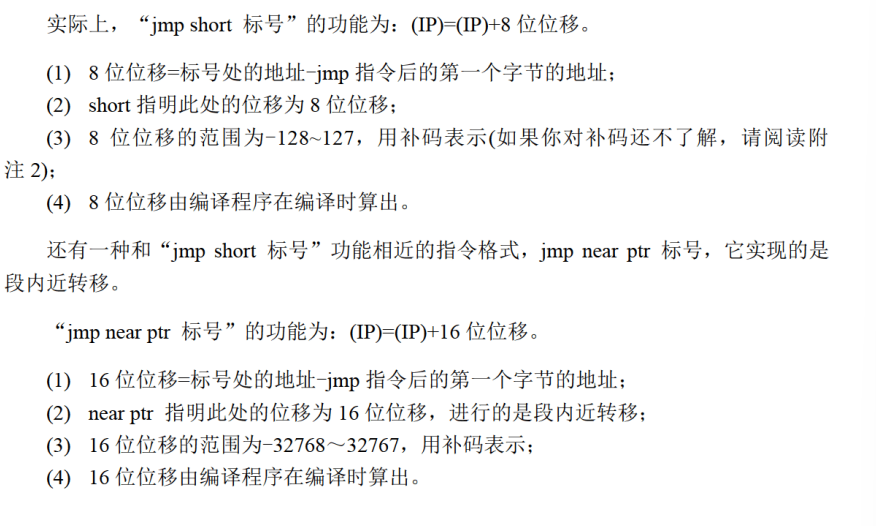 实际上，“jmp short 标号”的功能为：(IP)=(IP)+8 位位移。
(1) 8 位位移=标号处的地址-jmp 指令后的第一个字节的地址；
(2) short 指明此处的位移为 8 位位移；
(3) 8 位位移的范围为-128~127，用补码表示(如果你对补码还不了解，请阅读附
注 2)；
(4) 8 位位移由编译程序在编译时算出。
还有一种和“jmp short 标号”功能相近的指令格式，jmp near ptr 标号，它实现的是
段内近转移。
“jmp near ptr 标号”的功能为：(IP)=(IP)+16 位位移。
(1) 16 位位移=标号处的地址-jmp 指令后的第一个字节的地址；
(2) near ptr 指明此处的位移为 16 位位移，进行的是段内近转移；
(3) 16 位位移的范围为-32768～32767，用补码表示；
(4) 16 位位移由编译程序在编译时算出。